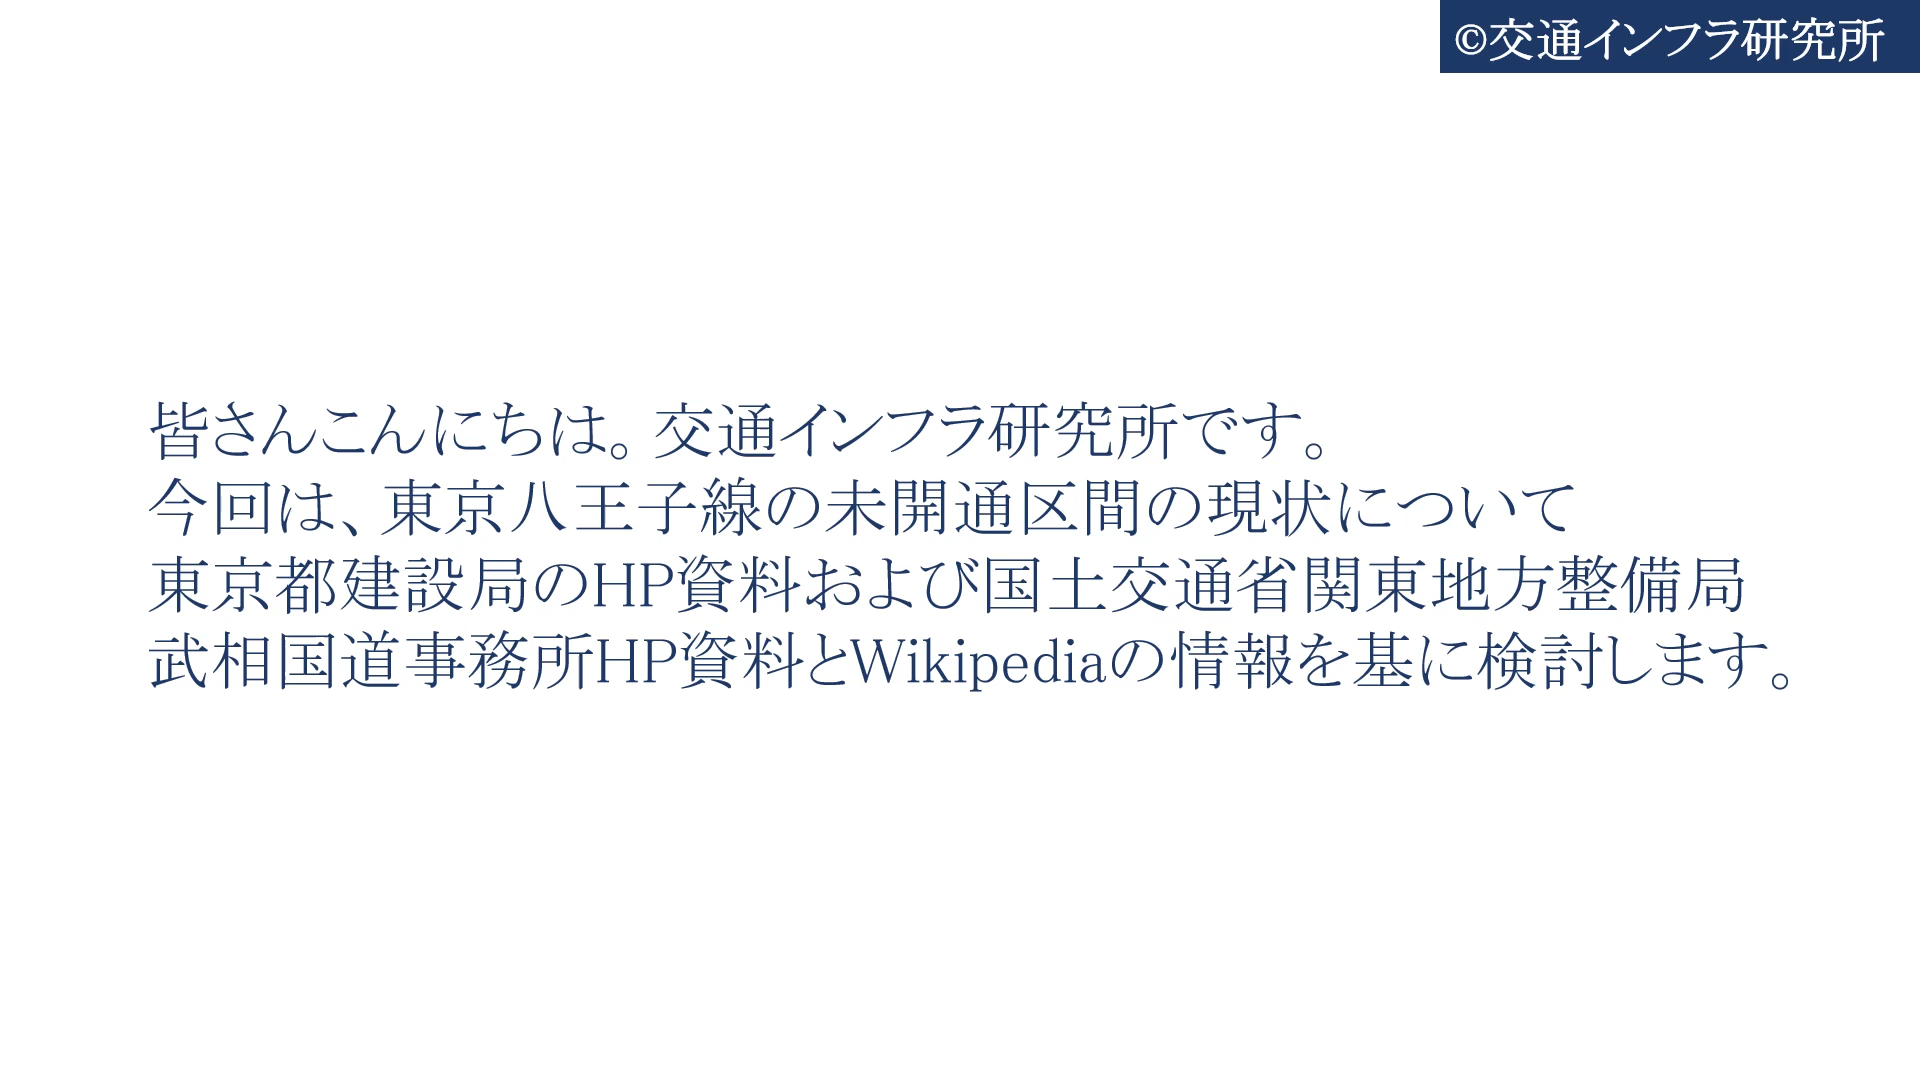 ©交通インフラ研究所
皆さんこんにちは。交通インフラ研究所です。
今回は、東京八王子線の未開通区間の現状について
東京都建設局のHP資料および国土交通省関東地方整備局
武相国道事務所HP資料とWikipediaの情報を基に検討します。